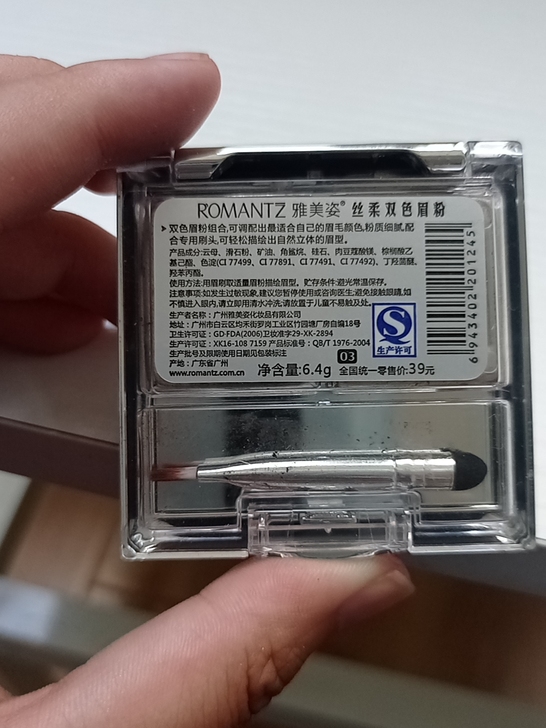 ROMANTZ 雅美姿® 丝柔双色眉粉
➤ 双色眉粉组合,可调配出最适合自己的眉毛颜色,粉质细腻,配
合专用刷头,可轻松描绘出自然立体的眉型。
产品成分:云母、滑石粉、矿油、角鲨烷、硅石、肉豆蔻酸镁、棕榈酸乙
基己酯、色淀(CI 77499、CI 77891、CI 77491、CI 77492)、丁羟茴醚、
羟苯丙酯。
使用方法:用眉刷取适量眉粉描绘眉型。贮存条件:避光常温保存。
注意事项:如发生过敏现象,建议您暂停使用或咨询医生;避免接触眼睛,如
不慎进入眼内,请立即用清水冲洗;请放置于儿童不易触及处。
生产者名称:广州雅美姿化妆品有限公司
地址:广州市白云区均禾街罗岗工业区竹园塘厂房自编18号
卫生许可证:GD·FDA(2006)卫妆准字29-XK-2894
生产许可证:XK16-108 7159 产品标准号:QB/T 1976-2004
生产批号及限期使用日期见包装标注
产地:广东省广州
www.romantz.com.cn
03
净含量:6.4g 全国统一零售价:39元
生产许可
6943402201245